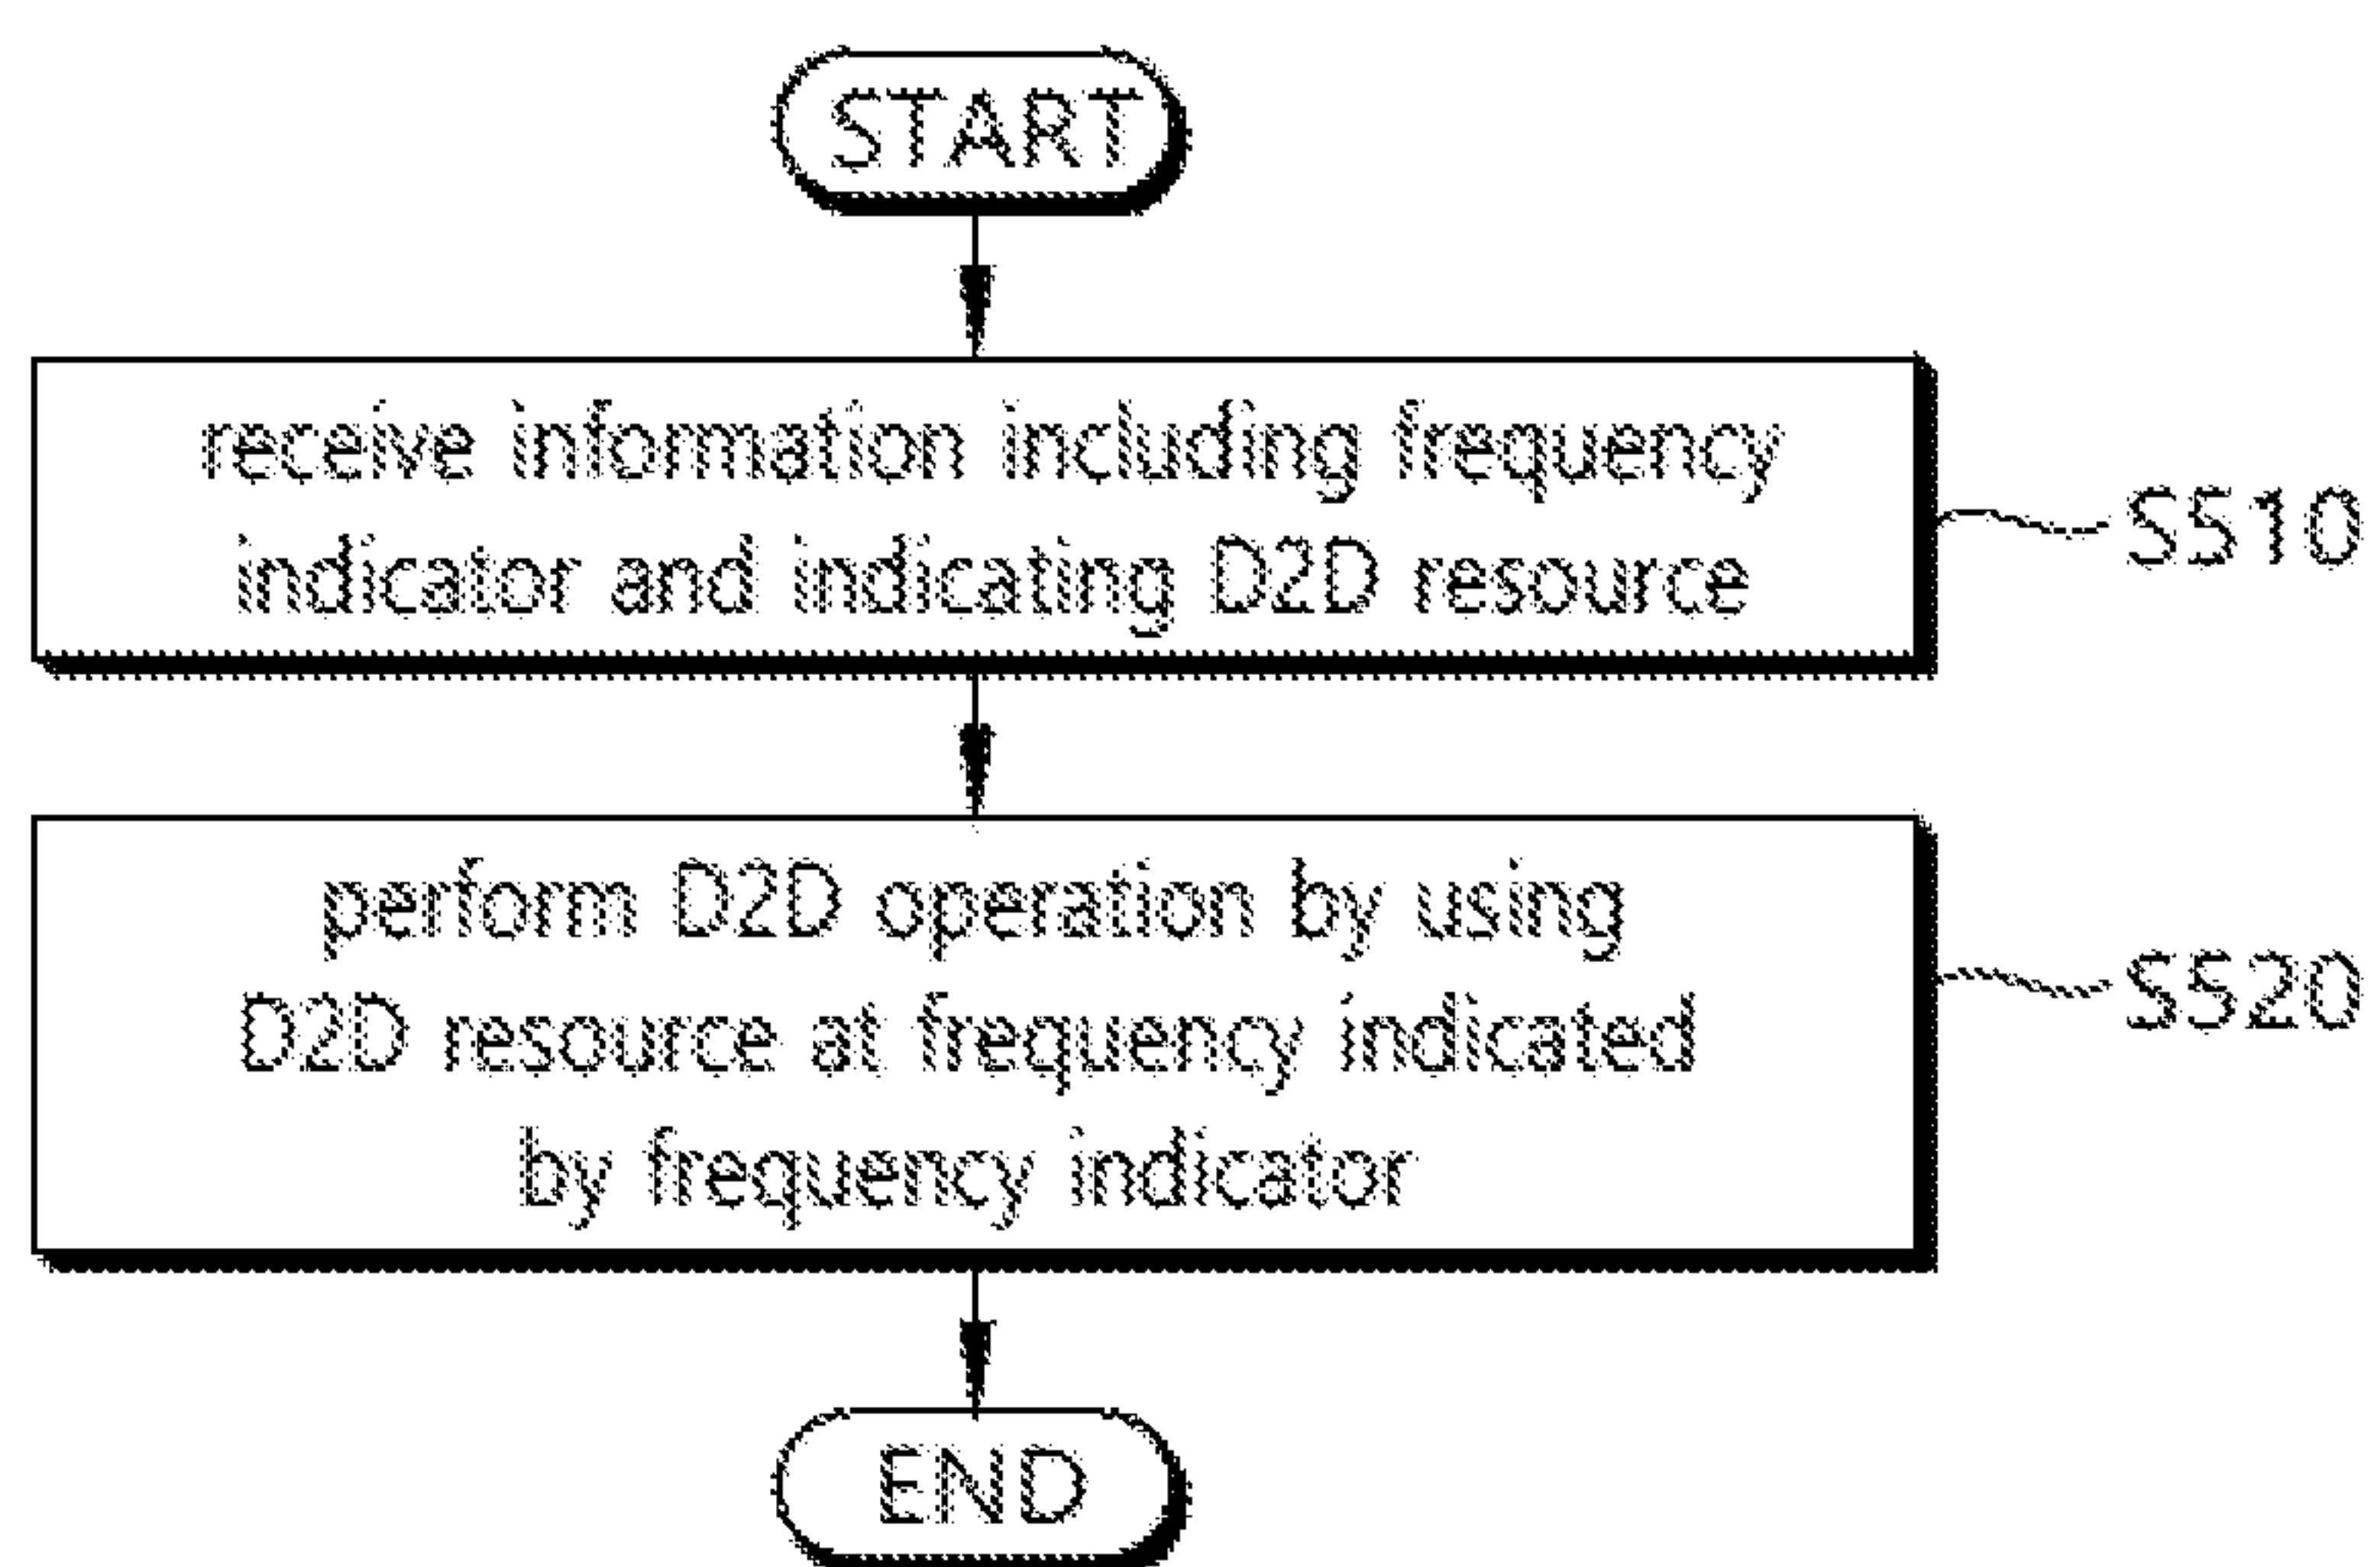 START
receive information including frequency
indicator and indicating D2D resource
S510
perform D2D operation by using
D2D resource at frequency indicated
by frequency indicator
S520
END